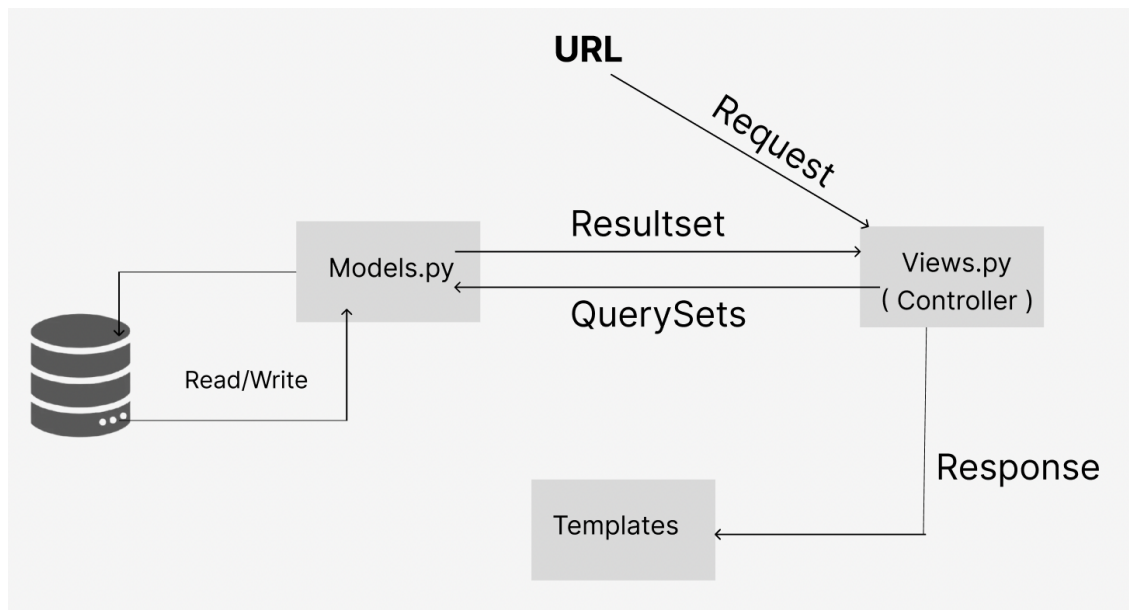 URL
Request
Resultset
Models.py
Views.py
( Controller )
QuerySets
Read/Write
Response
Templates